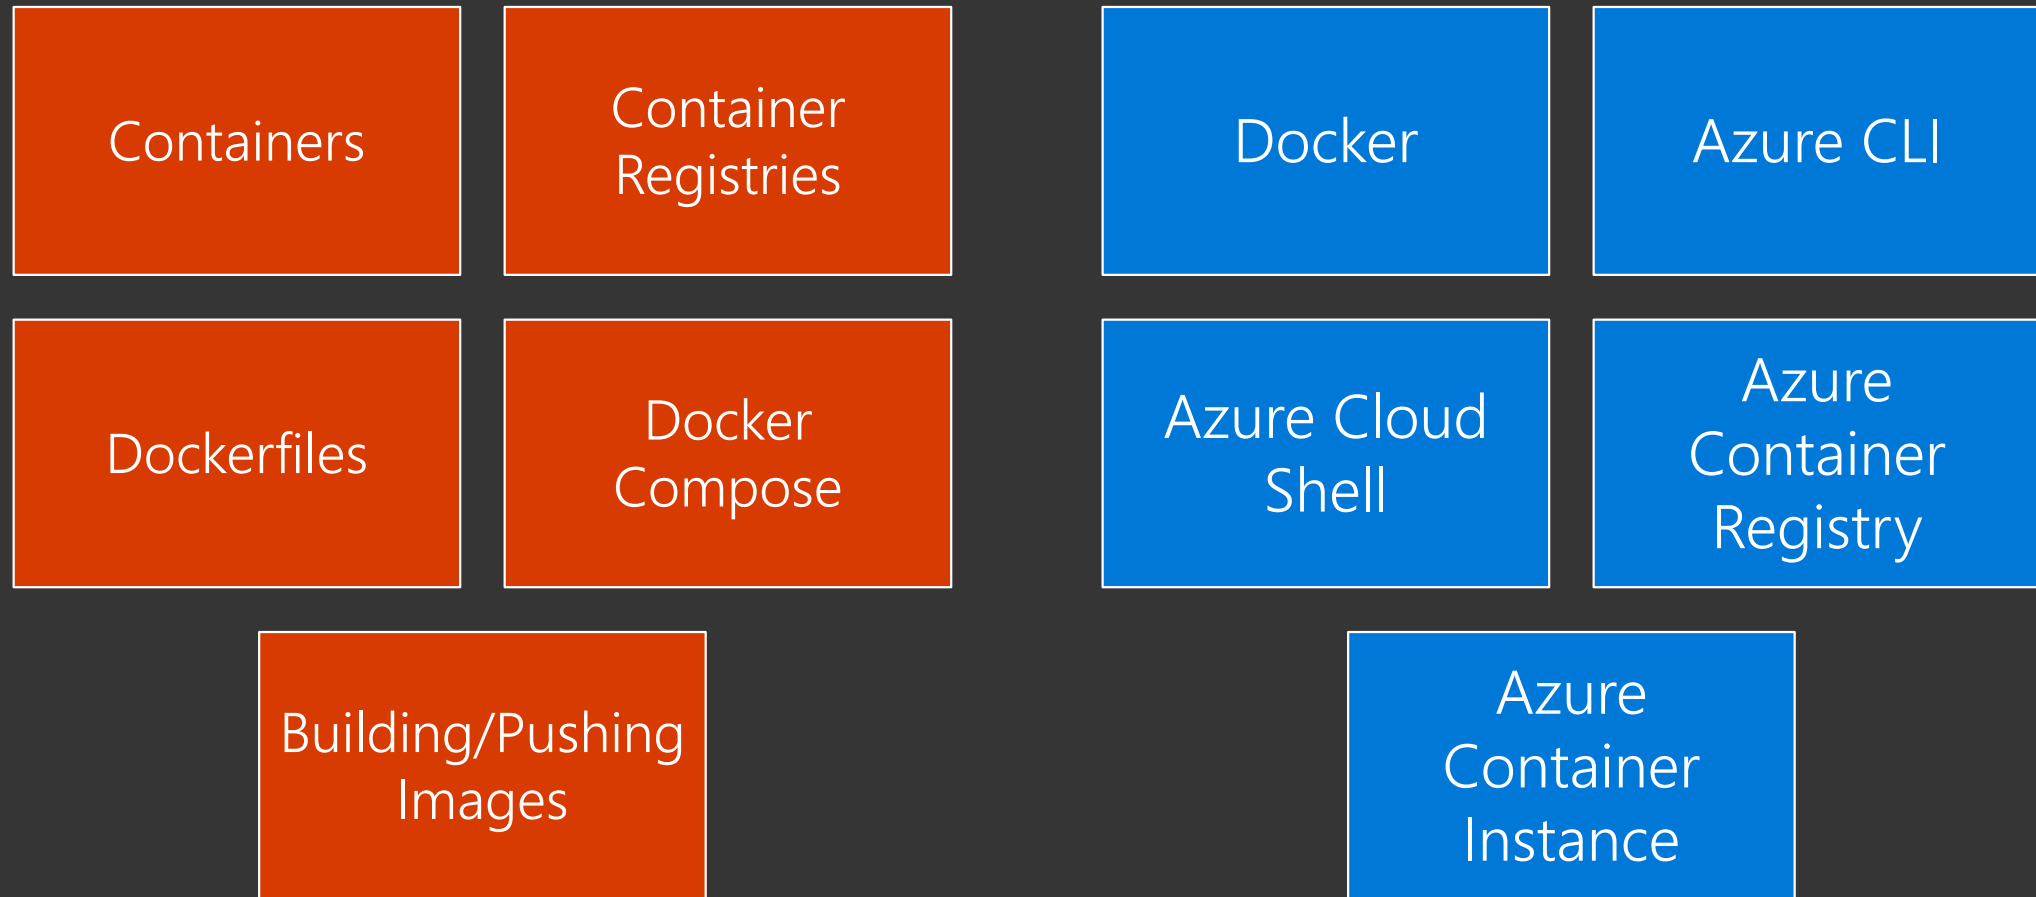 Containers
Container
Registries
Docker
Azure CLI
Dockerfiles
Docker
Compose
Azure Cloud
Shell
Azure
Container
Registry
Building/Pushing
Images
Azure
Container
Instance